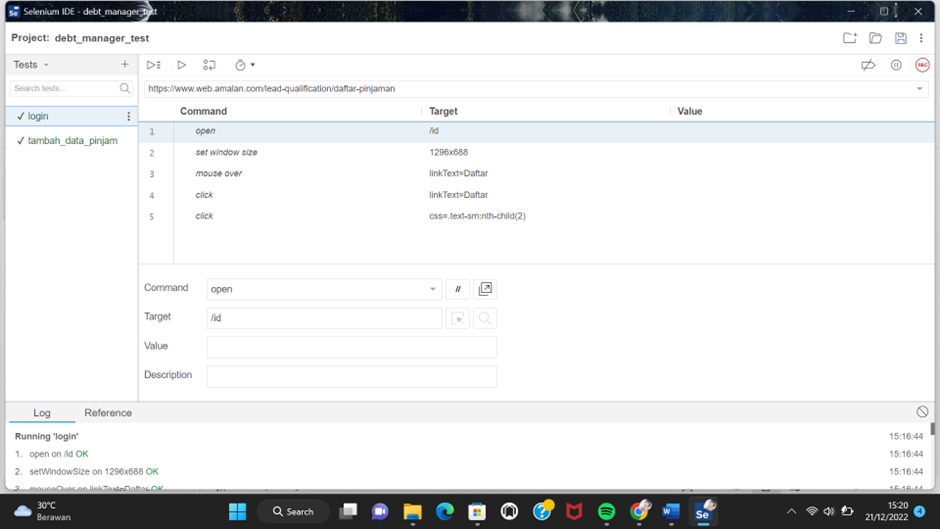 Selenium IDE - debt_manager_test
Project: debt_manager_test
Tests
Search tests...
✓ login
✓ tambah_data_pinjam
REC
https://www.web.amalan.com/lead-qualification/daftar-pinjaman
Command Target Value
1 open /id
2 set window size 1296x688
3 mouse over linkText=Daftar
4 click linkText=Daftar
5 click css=.text-sm:nth-child(2)
Command open //
Target /id
Value
Description
Log Reference
Running 'login' 15:16:44
1. open on /id OK 15:16:44
2. setWindowSize on 1296x688 OK 15:16:44
3. mouseOver on linkText=Daftar OK 15:16:44
30°C
Berawan
Search
15:20
21/12/2022
4